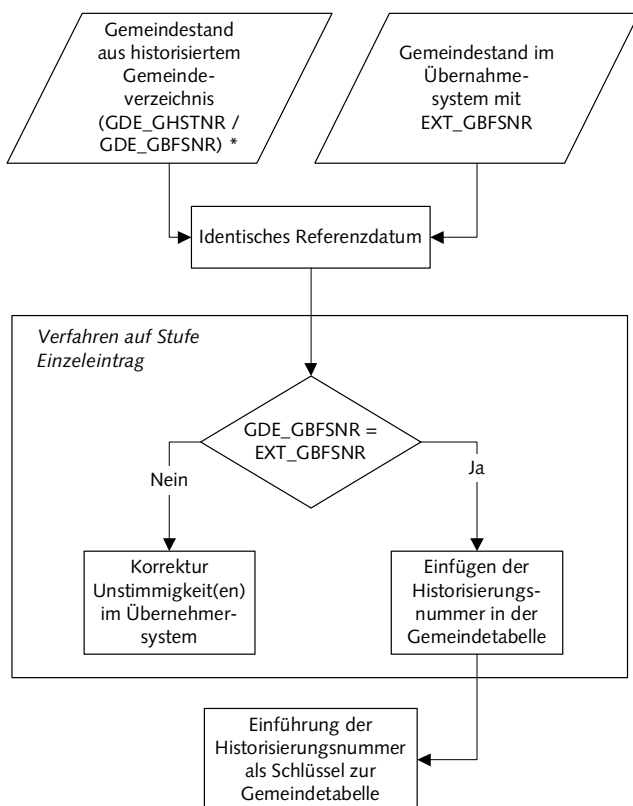 Gemeindestand
aus historisiertem
Gemeinde-
verzeichnis
(GDE_GHSTNR /
GDE_GBFSNR) *
Gemeindestand im
Übernahme-
system mit
EXT_GBFSNR
Identisches Referenzdatum
Verfahren auf Stufe
Einzeleintrag
GDE_GBFSNR =
EXT_GBFSNR
Nein
Ja
Korrektur
Unstimmigkeit(en)
im Übernehmer-
system
Einfügen der
Historisierungs-
nummer in der
Gemeindetabelle
Einführung der
Historisierungsnummer
als Schlüssel zur
Gemeindetabelle